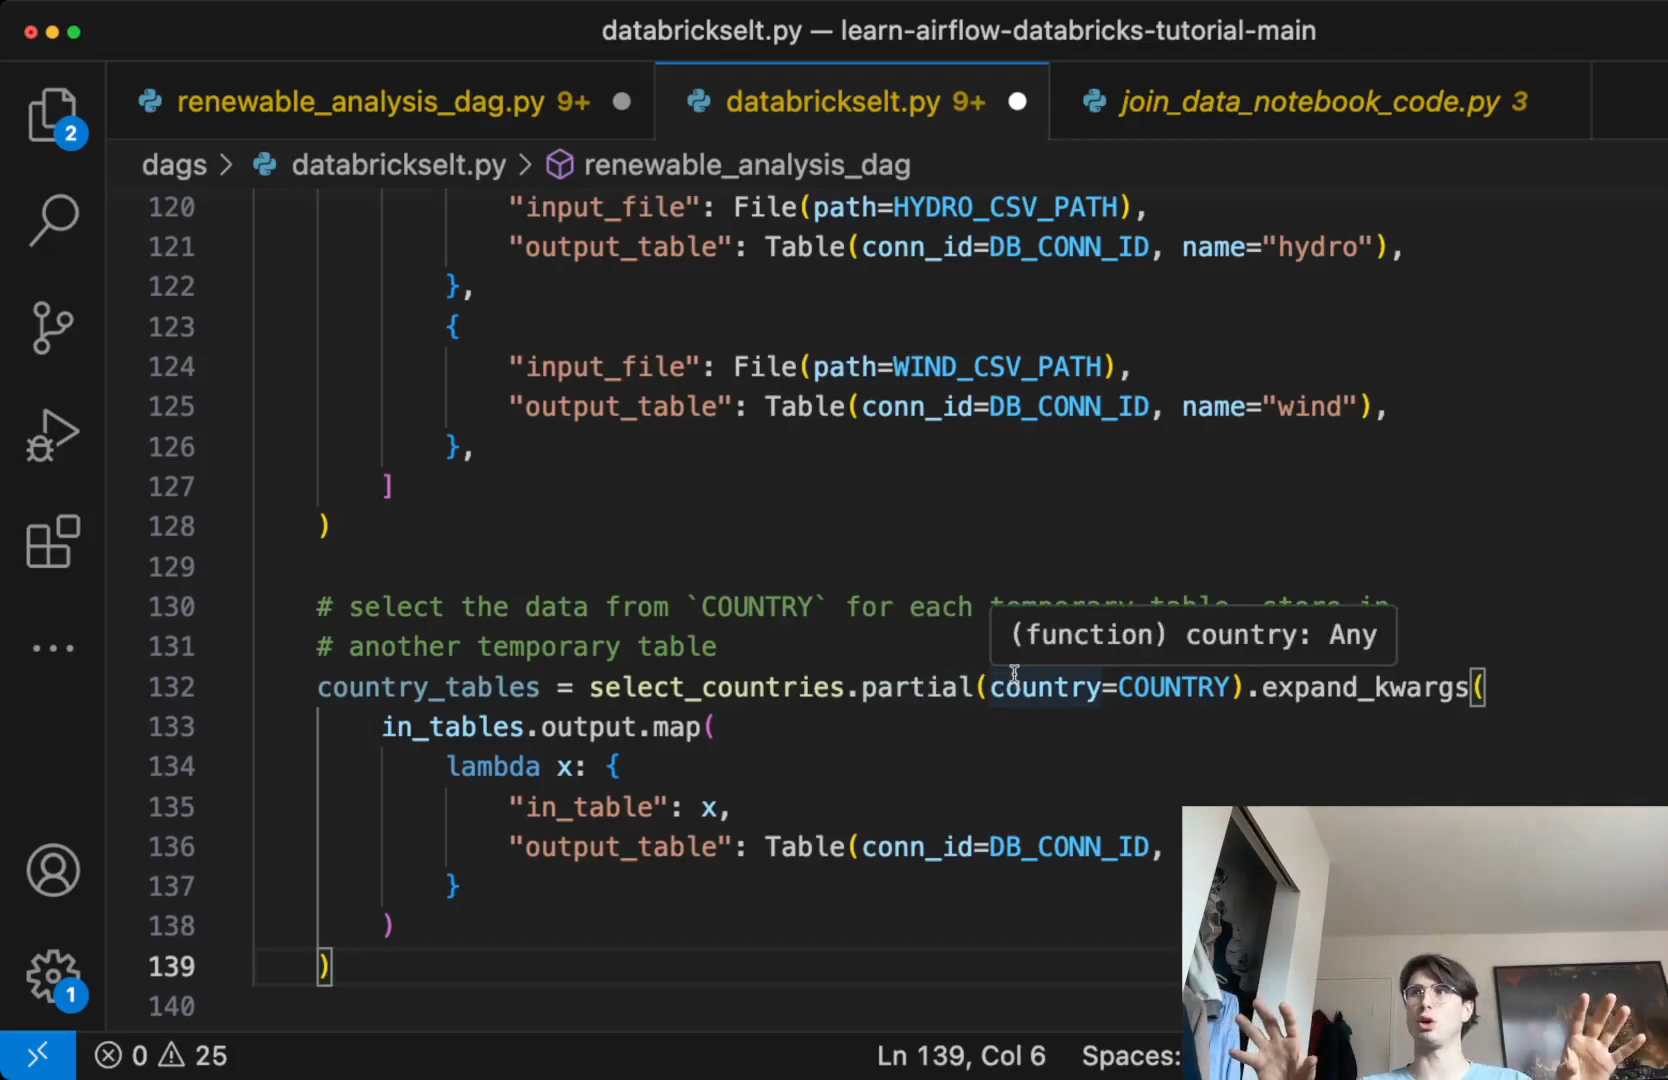 databrickselt.py — learn-airflow-databricks-tutorial-main
renewable_analysis_dag.py 9+
databrickselt.py 9+
join_data_notebook_code.py 3
2
dags > databrickselt.py > renewable_analysis_dag
120 "input_file": File(path=HYDRO_CSV_PATH),
121 "output_table": Table(conn_id=DB_CONN_ID, name="hydro"),
122 },
123 {
124 "input_file": File(path=WIND_CSV_PATH),
125 "output_table": Table(conn_id=DB_CONN_ID, name="wind"),
126 },
127 ]
128 )
129
130 # select the data from `COUNTRY` for each temporary table, store in
(function) country: Any
131 # another temporary table
132 country_tables = select_countries.partial(country=COUNTRY).expand_kwargs(
133 in_tables.output.map(
134 lambda x: {
135 "in_table": x,
136 "output_table": Table(conn_id=DB_CONN_ID,
137 }
138 )
139 )
140
1
0 25
Ln 139, Col 6 Spaces: